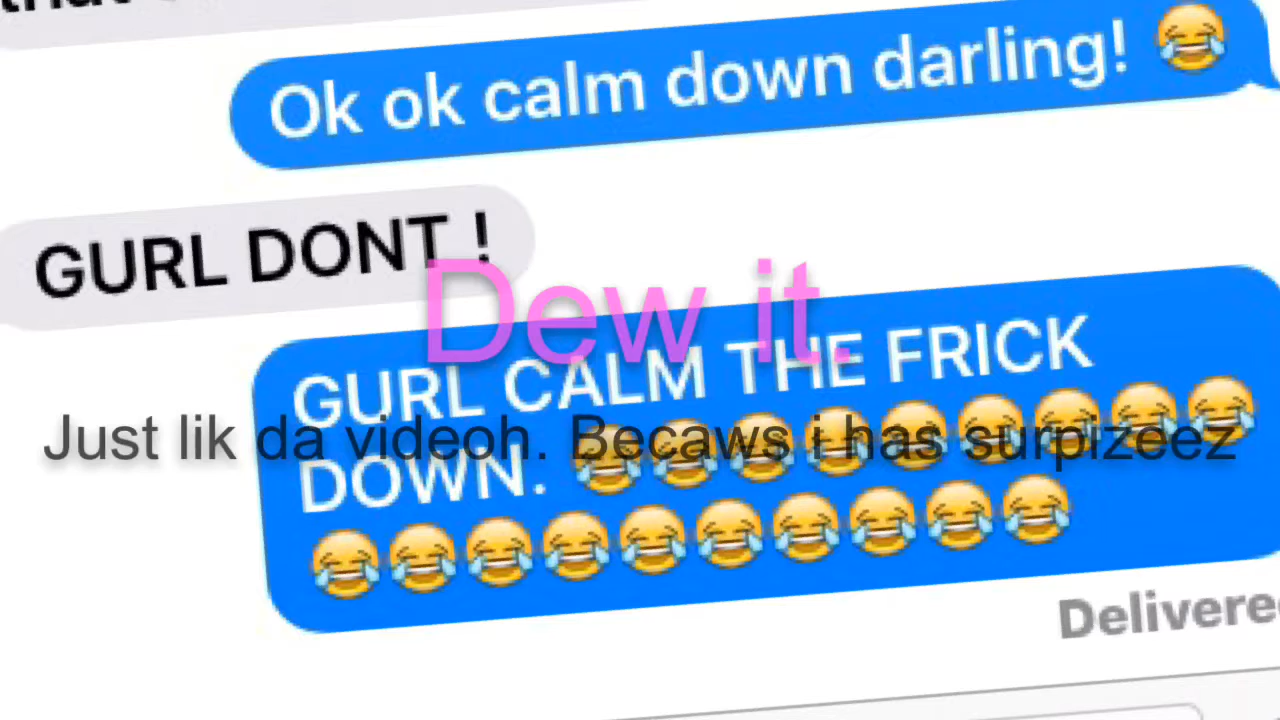 Ok ok calm down darling! 😂
GURL DONT !
Dew it.
GURL CALM THE FRICK
Just lik da videoh. Becaws i has surpizeez
DOWN. 😂😂😂😂😂😂😂😂😂
😂😂😂😂😂😂😂😂😂😂